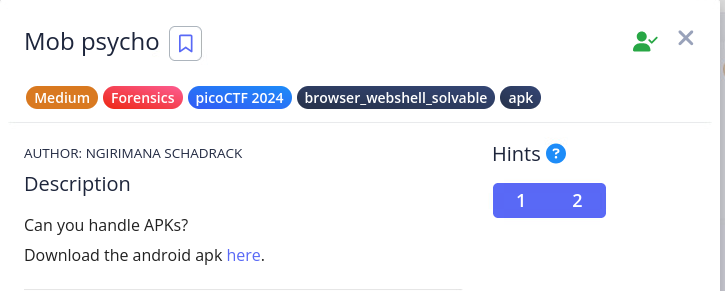 Mob psycho
Medium Forensics picoCTF 2024 browser_webshell_solvable apk
AUTHOR: NGIRIMANA SCHADRACK
Hints ?
Description
1 2
Can you handle APKs?
Download the android apk here.